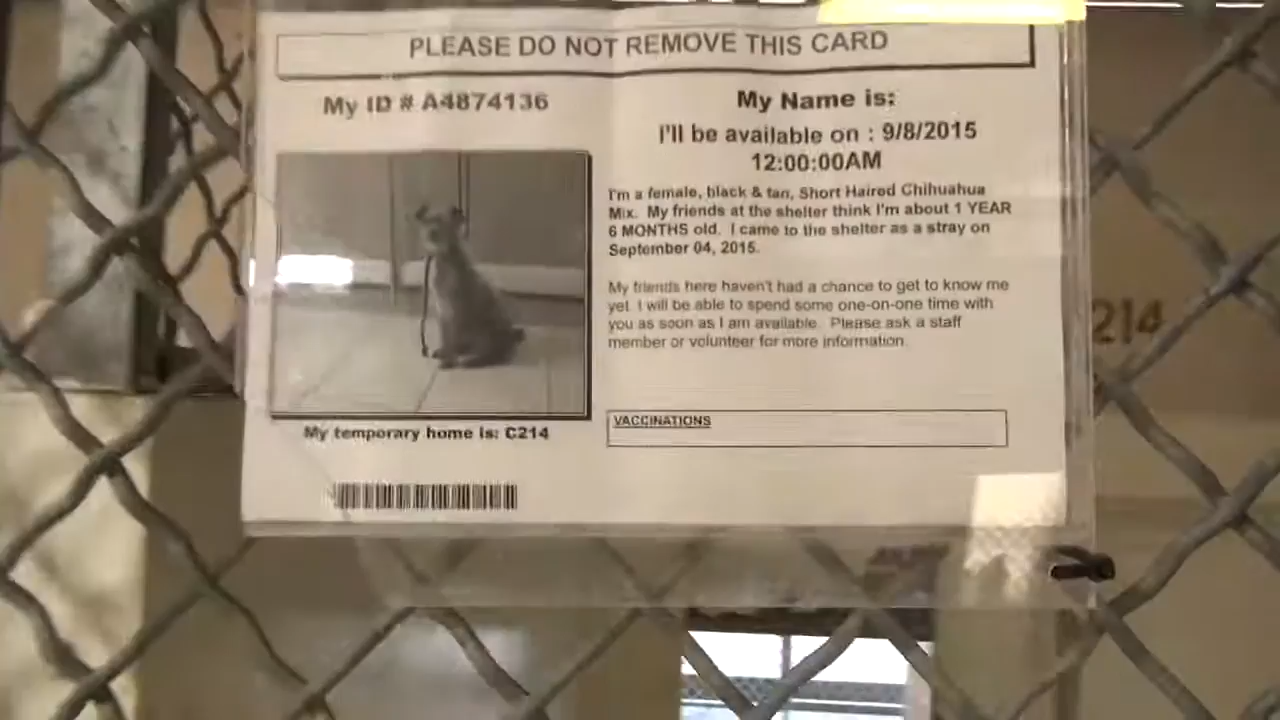 PLEASE DO NOT REMOVE THIS CARD
My ID # A4874136
My Name is:
I'll be available on : 9/8/2015
12:00:00AM
I'm a female, black & tan, Short Haired Chihuahua
Mix. My friends at the shelter think I'm about 1 YEAR
6 MONTHS old. I came to the shelter as a stray on
September 04, 2015.
My friends here haven't had a chance to get to know me
yet. I will be able to spend some one-on-one time with
you as soon as I am available. Please ask a staff
member or volunteer for more information.
VACCINATIONS
My temporary home is: C214
214